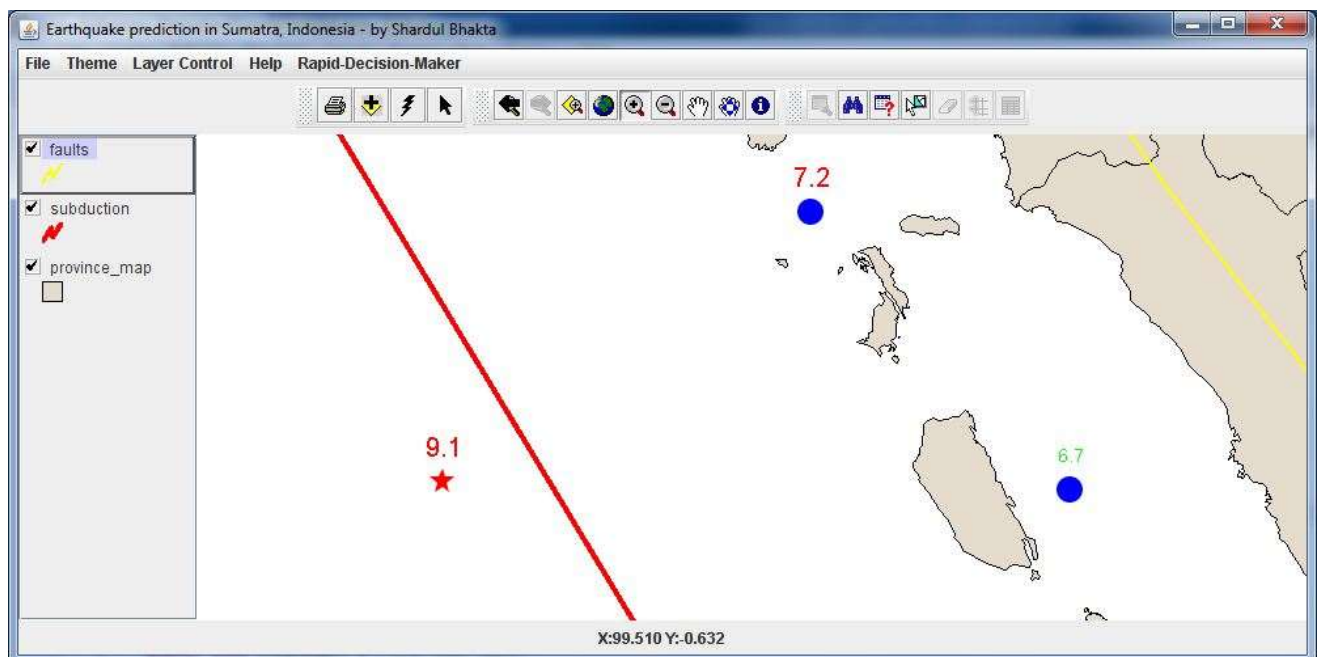 Earthquake prediction in Sumatra, Indonesia - by Shardul Bhakta
File Theme Layer Control Help Rapid-Decision-Maker
faults
subduction
province_map
7.2
9.1
6.7
X:99.510 Y:-0.632